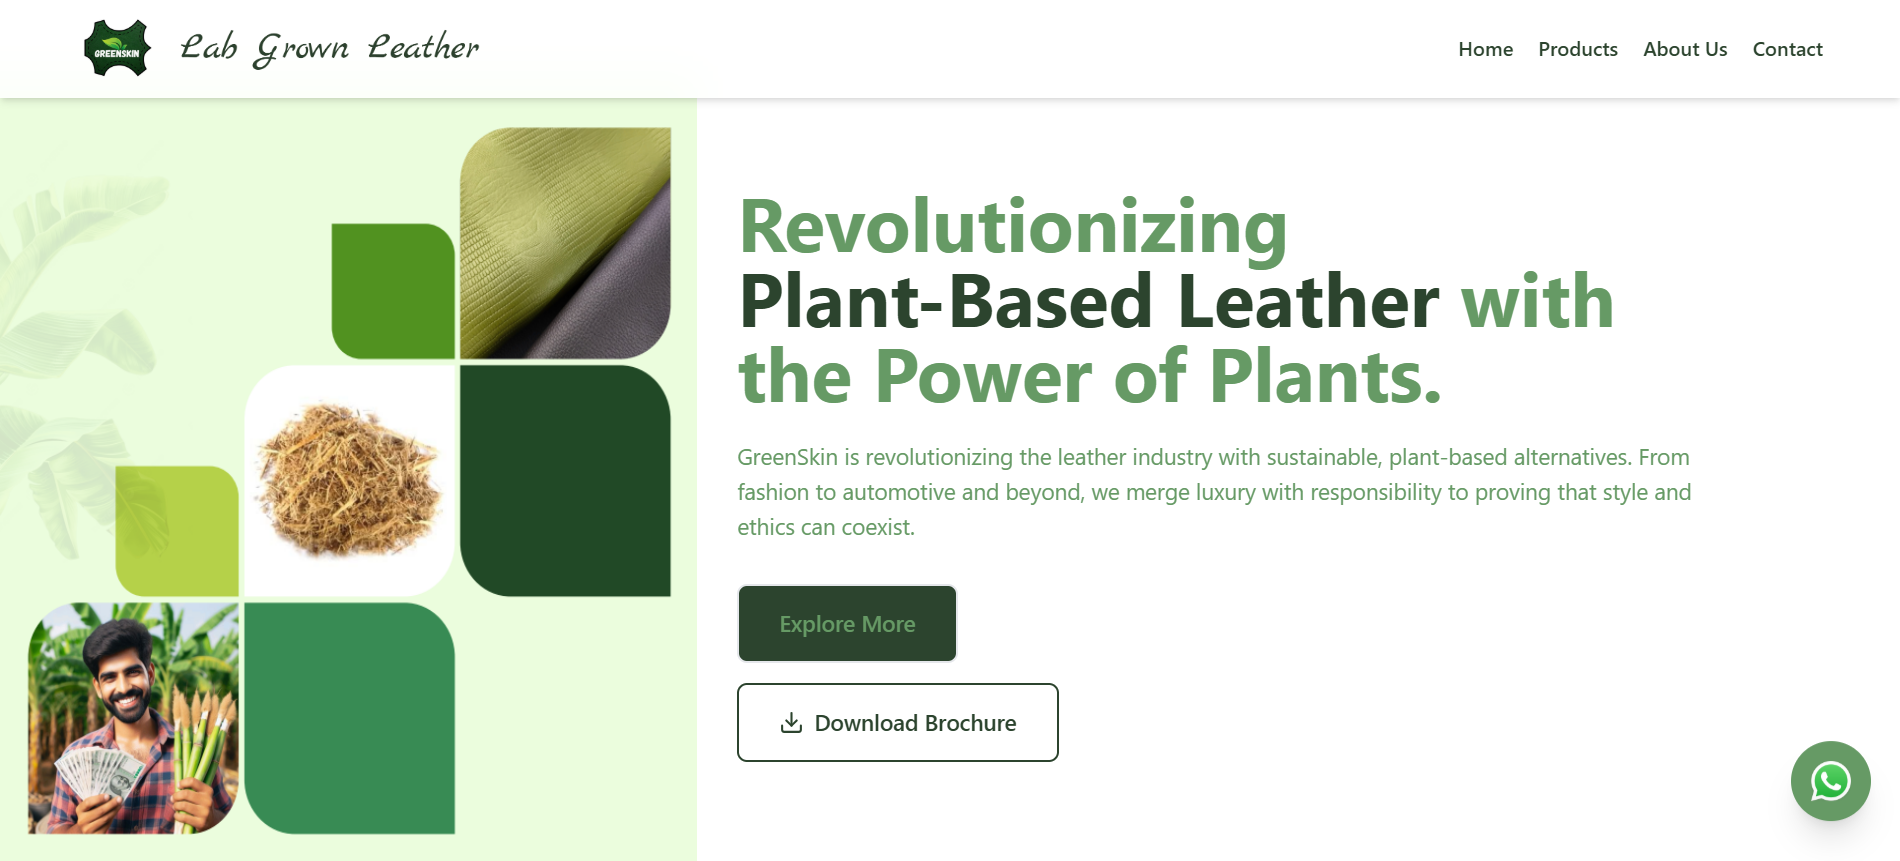 GREENSKIN
Lab Grown Leather
Home
Products
About Us
Contact
Revolutionizing
Plant-Based Leather with
the Power of Plants.
GreenSkin is revolutionizing the leather industry with sustainable, plant-based alternatives. From
fashion to automotive and beyond, we merge luxury with responsibility to proving that style and
ethics can coexist.
Explore More
Download Brochure